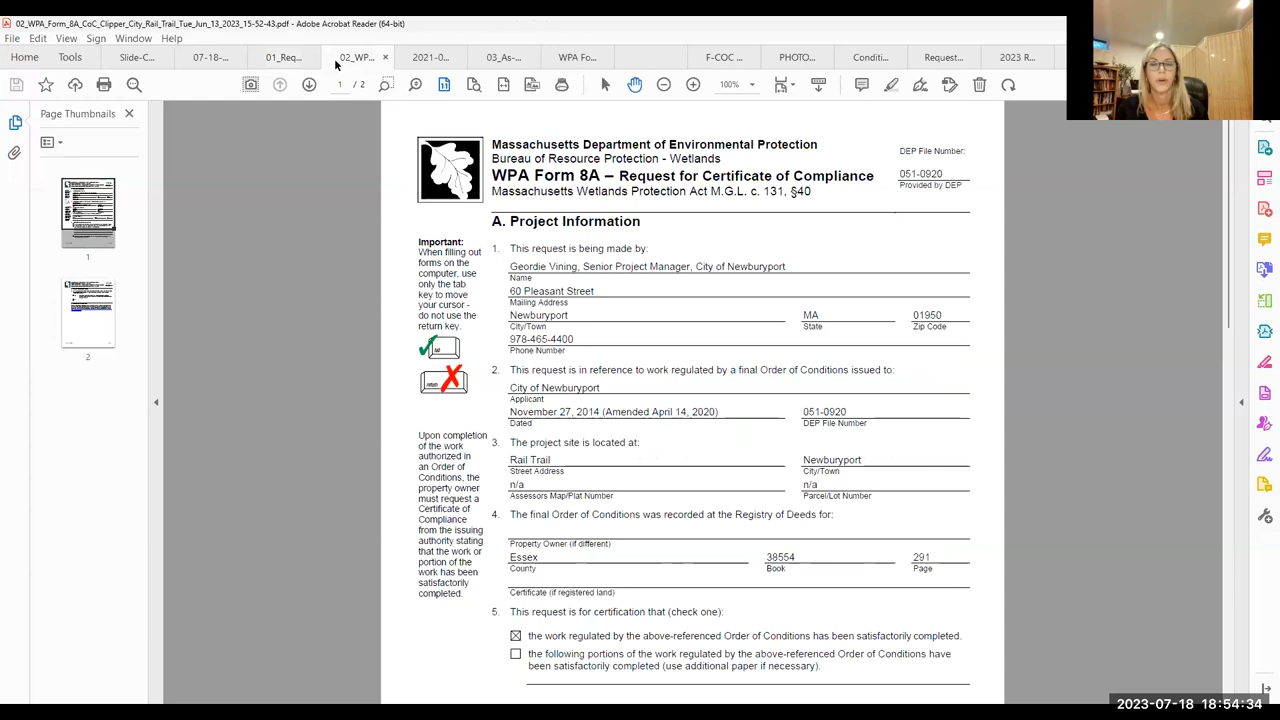 02_WPA_Form_8A_CoC_Clipper_City_Rail_Trail_Tue_Jun_13_2023_15-52-43.pdf - Adobe Acrobat Reader (64-bit)
File Edit View Sign Window Help
Home Tools Slide-C... 07-18-... 01_Req... 02_WP... × 2021-0... 03_As-... WPA Fo... F-COC ... PHOTO... Conditi... Request... 2023 R...
1 / 2 100%
Page Thumbnails ×
1
2
Massachusetts Department of Environmental Protection
Bureau of Resource Protection - Wetlands
WPA Form 8A – Request for Certificate of Compliance
Massachusetts Wetlands Protection Act M.G.L. c. 131, §40
DEP File Number:
051-0920
Provided by DEP
A. Project Information
Important:
When filling out
forms on the
computer, use
only the tab
key to move
your cursor -
do not use the
return key.
Upon completion
of the work
authorized in
an Order of
Conditions, the
property owner
must request a
Certificate of
Compliance
from the issuing
authority stating
that the work or
portion of the
work has been
satisfactorily
completed.
1. This request is being made by:
Geordie Vining, Senior Project Manager, City of Newburyport
Name
60 Pleasant Street
Mailing Address
Newburyport MA 01950
City/Town State Zip Code
978-465-4400
Phone Number
2. This request is in reference to work regulated by a final Order of Conditions issued to:
City of Newburyport
Applicant
November 27, 2014 (Amended April 14, 2020) 051-0920
Dated DEP File Number
3. The project site is located at:
Rail Trail Newburyport
Street Address City/Town
n/a n/a
Assessors Map/Plat Number Parcel/Lot Number
4. The final Order of Conditions was recorded at the Registry of Deeds for:
Property Owner (if different)
Essex 38554 291
County Book Page
Certificate (if registered land)
5. This request is for certification that (check one):
the work regulated by the above-referenced Order of Conditions has been satisfactorily completed.
the following portions of the work regulated by the above-referenced Order of Conditions have
been satisfactorily completed (use additional paper if necessary).
2023-07-18 18:54:34